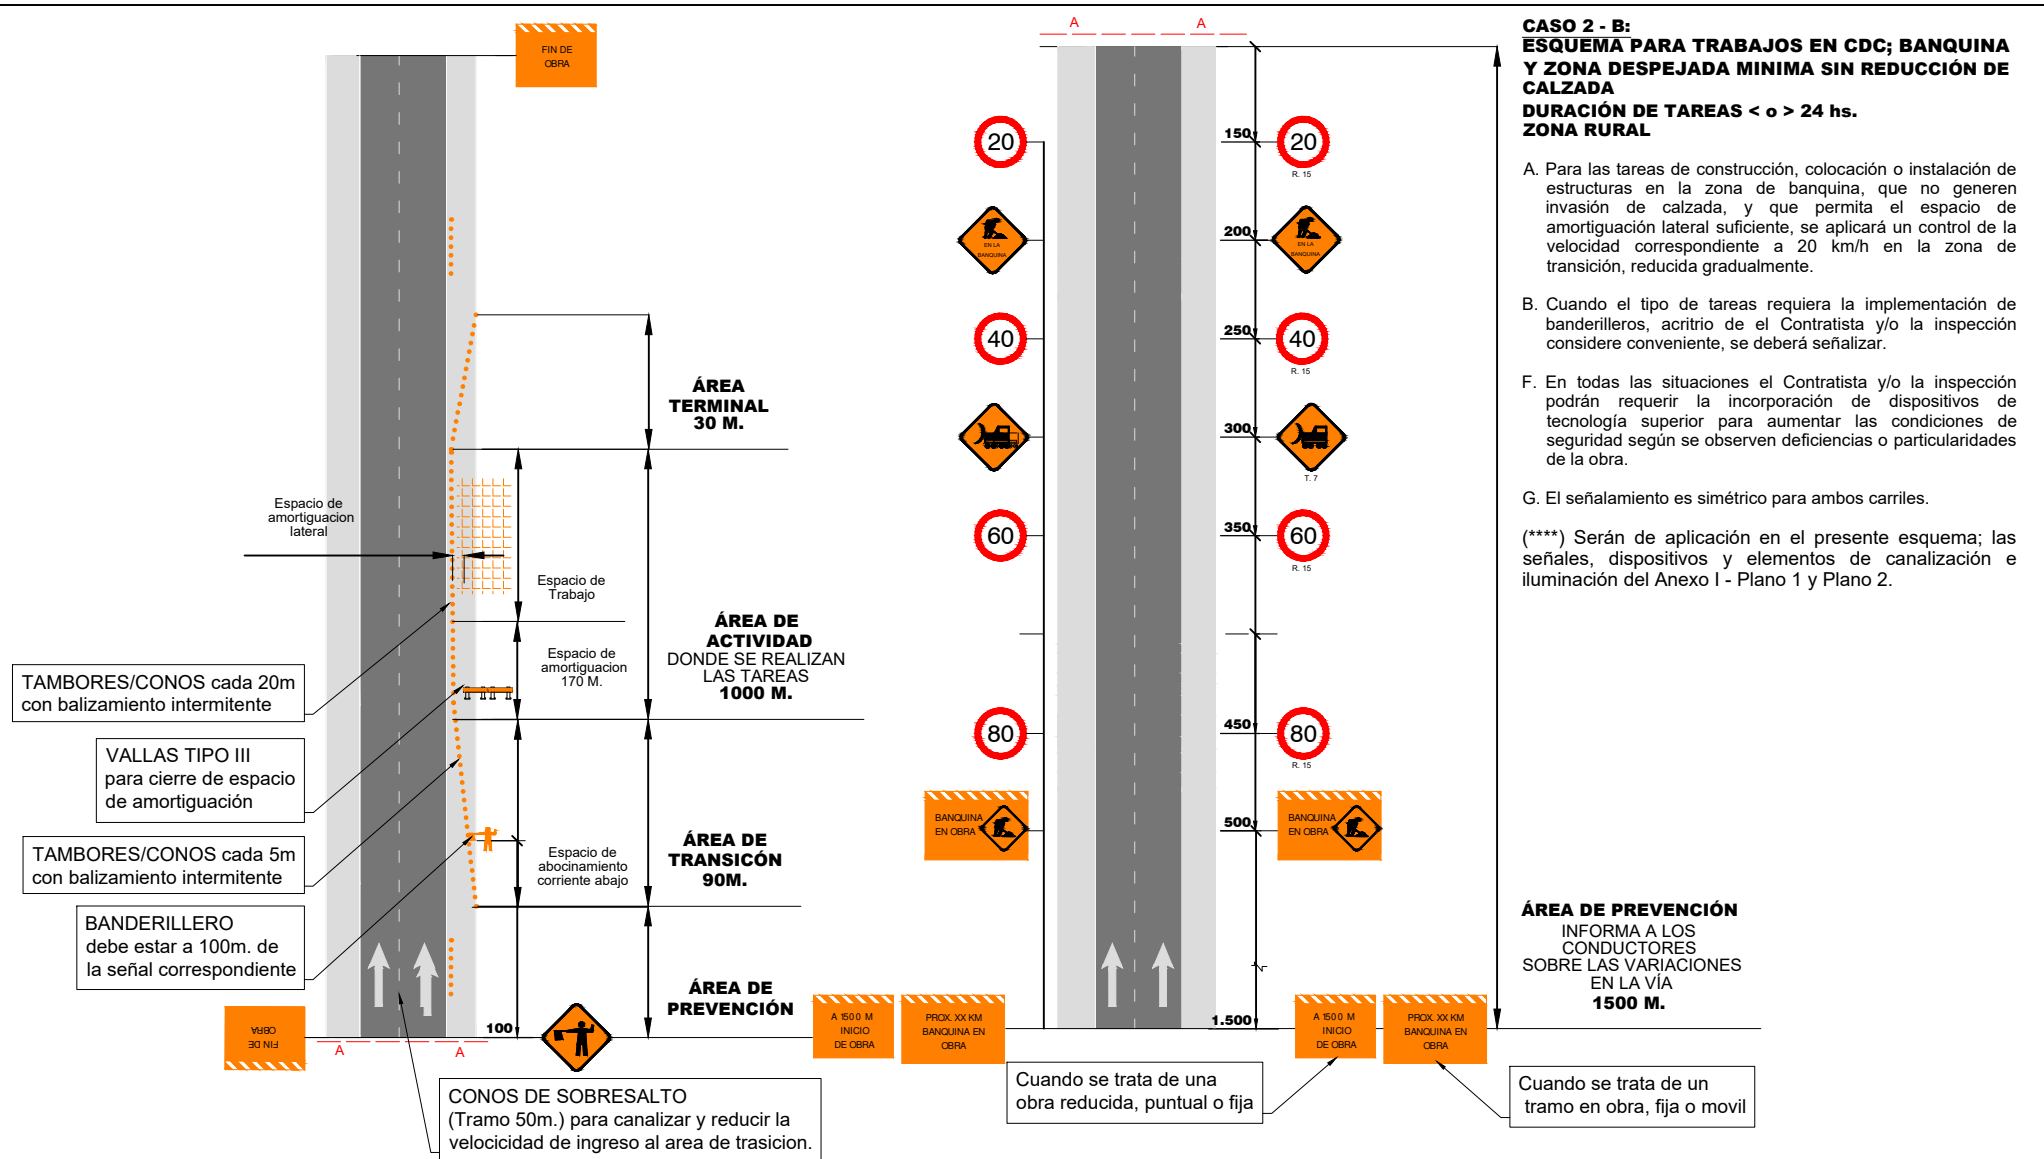 FIN DE
OBRA
ÁREA
TERMINAL
30 M.
Espacio de
amortiguacion
lateral
Espacio de
Trabajo
ÁREA DE
ACTIVIDAD
DONDE SE REALIZAN
LAS TAREAS
1000 M.
Espacio de
amortiguacion
170 M.
TAMBORES/CONOS cada 20m
con balizamiento intermitente
VALLAS TIPO III
para cierre de espacio
de amortiguación
TAMBORES/CONOS cada 5m
con balizamiento intermitente
ÁREA DE
TRANSICÓN
90M.
Espacio de
abocinamiento
corriente abajo
BANDERILLERO
debe estar a 100m. de
la señal correspondiente
ÁREA DE
PREVENCIÓN
100
FIN DE
OBRA
A
A
CONOS DE SOBRESALTO
(Tramo 50m.) para canalizar y reducir la
velocicidad de ingreso al area de trasicion.
A
A
20
150
20
R. 15
EN LA
BANQUINA
200
EN LA
BANQUINA
40
250
40
R. 15
300
T. 7
60
350
60
R. 15
80
450
80
R. 15
BANQUINA
EN OBRA
500
BANQUINA
EN OBRA
A 1500 M
INICIO
DE OBRA
PROX. XX KM
BANQUINA EN
OBRA
1.500
A 1500 M
INICIO
DE OBRA
PROX. XX KM
BANQUINA EN
OBRA
Cuando se trata de una
obra reducida, puntual o fija
Cuando se trata de un
tramo en obra, fija o movil
CASO 2 - B:
ESQUEMA PARA TRABAJOS EN CDC; BANQUINA
Y ZONA DESPEJADA MINIMA SIN REDUCCIÓN DE
CALZADA
DURACIÓN DE TAREAS < o > 24 hs.
ZONA RURAL
A. Para las tareas de construcción, colocación o instalación de
estructuras en la zona de banquina, que no generen
invasión de calzada, y que permita el espacio de
amortiguación lateral suficiente, se aplicará un control de la
velocidad correspondiente a 20 km/h en la zona de
transición, reducida gradualmente.
B. Cuando el tipo de tareas requiera la implementación de
banderilleros, acritrio de el Contratista y/o la inspección
considere conveniente, se deberá señalizar.
F. En todas las situaciones el Contratista y/o la inspección
podrán requerir la incorporación de dispositivos de
tecnología superior para aumentar las condiciones de
seguridad según se observen deficiencias o particularidades
de la obra.
G. El señalamiento es simétrico para ambos carriles.
(****) Serán de aplicación en el presente esquema; las
señales, dispositivos y elementos de canalización e
iluminación del Anexo I - Plano 1 y Plano 2.
ÁREA DE PREVENCIÓN
INFORMA A LOS
CONDUCTORES
SOBRE LAS VARIACIONES
EN LA VÍA
1500 M.